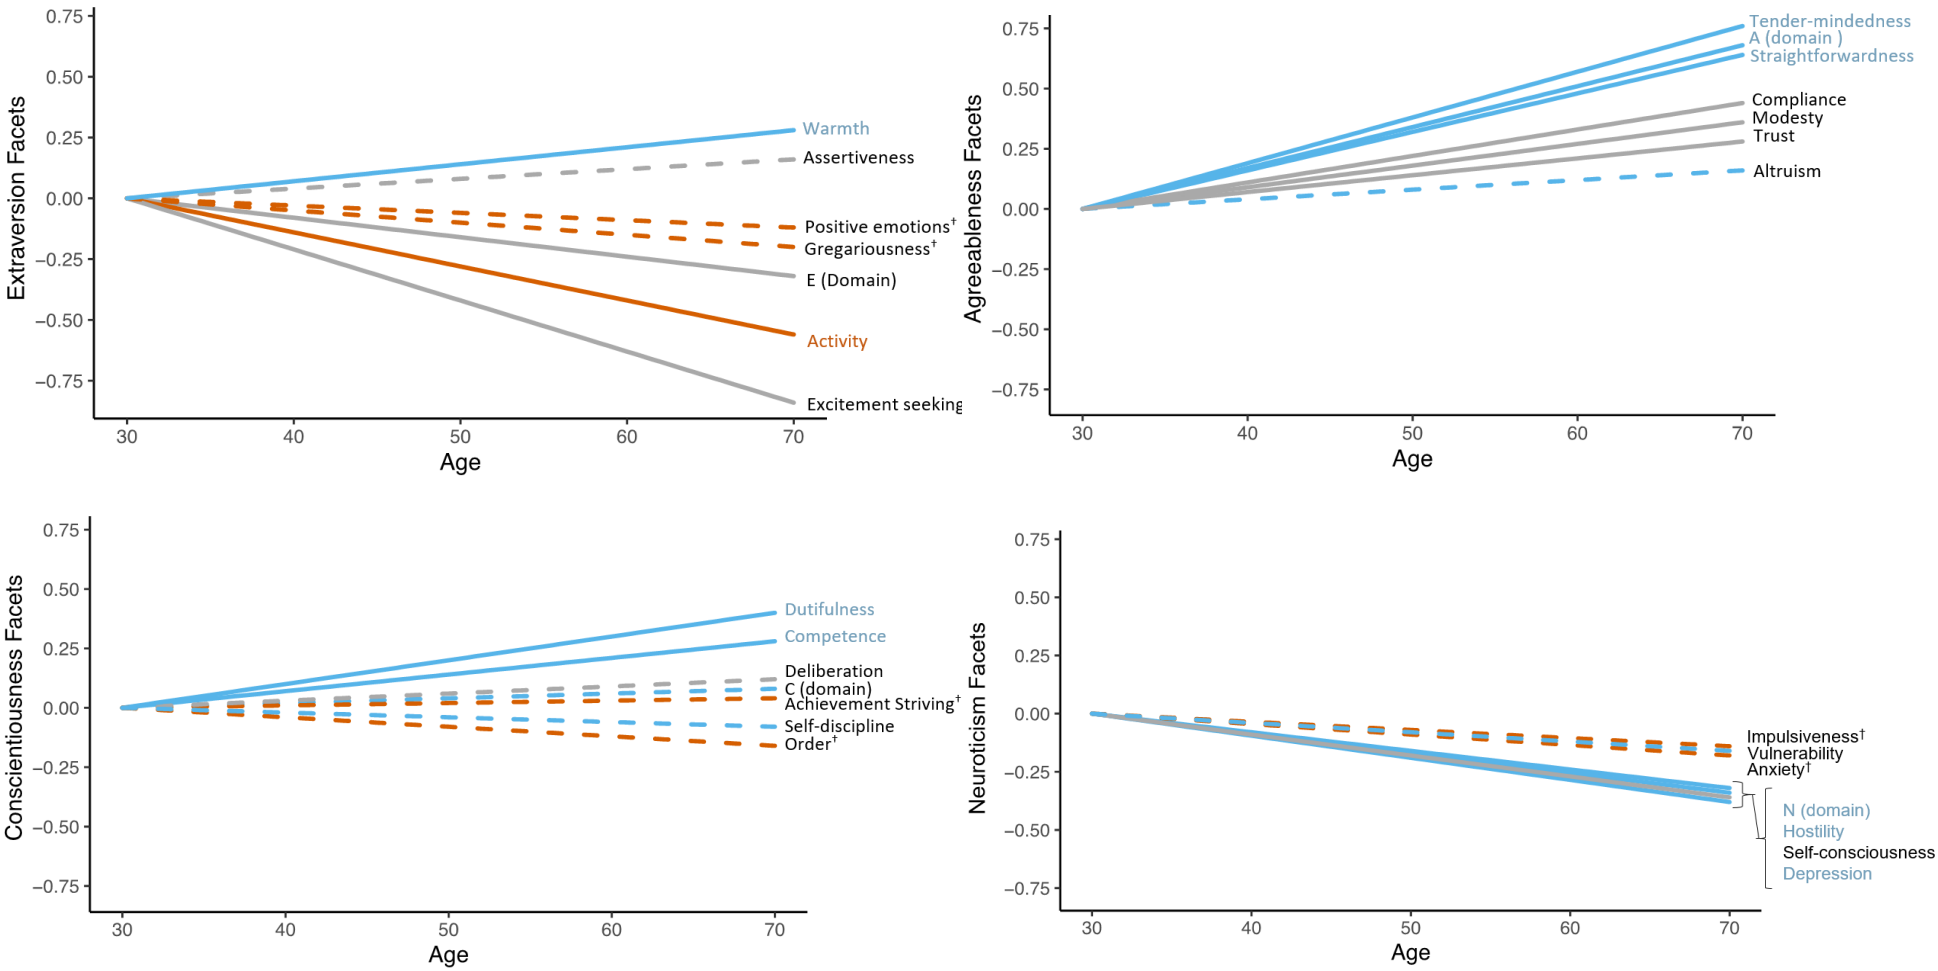 Extraversion Facets
0.75
0.50
0.25
0.00
−0.25
−0.50
−0.75
Warmth
Assertiveness
Positive emotions†
Gregariousness†
E (Domain)
Activity
Excitement seeking
30 40 50 60 70
Age
Agreeableness Facets
0.75
0.50
0.25
0.00
−0.25
−0.50
−0.75
Tender-mindedness
A (domain )
Straightforwardness
Compliance
Modesty
Trust
Altruism
30 40 50 60 70
Age
Conscientiousness Facets
0.75
0.50
0.25
0.00
−0.25
−0.50
−0.75
Dutifulness
Competence
Deliberation
C (domain)
Achievement Striving†
Self-discipline
Order†
30 40 50 60 70
Age
Neuroticism Facets
0.75
0.50
0.25
0.00
−0.25
−0.50
−0.75
Impulsiveness†
Vulnerability
Anxiety†
N (domain)
Hostility
Self-consciousness
Depression
30 40 50 60 70
Age